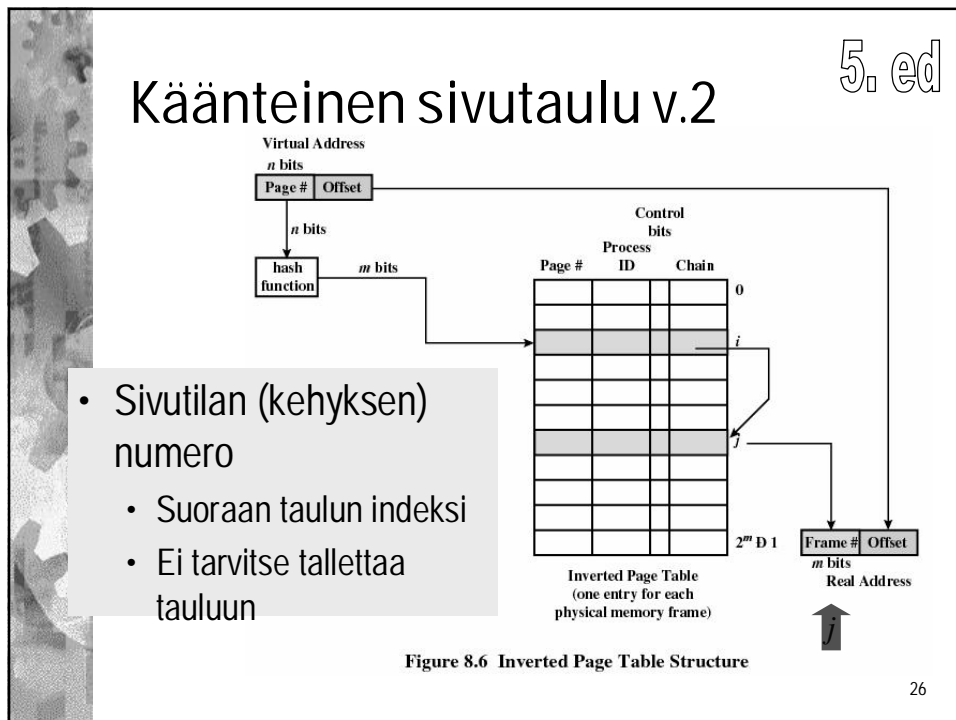 5. ed
Käänteinen sivutaulu v.2
Virtual Address
n bits
Page # Offset
n bits
hash
function
m bits
Control
bits
Process
Page # ID Chain
0
i
j
2^m Đ 1
Inverted Page Table
(one entry for each
physical memory frame)
Frame # Offset
m bits
Real Address
j
• Sivutilan (kehyksen)
numero
• Suoraan taulun indeksi
• Ei tarvitse tallettaa
tauluun
Figure 8.6 Inverted Page Table Structure
26